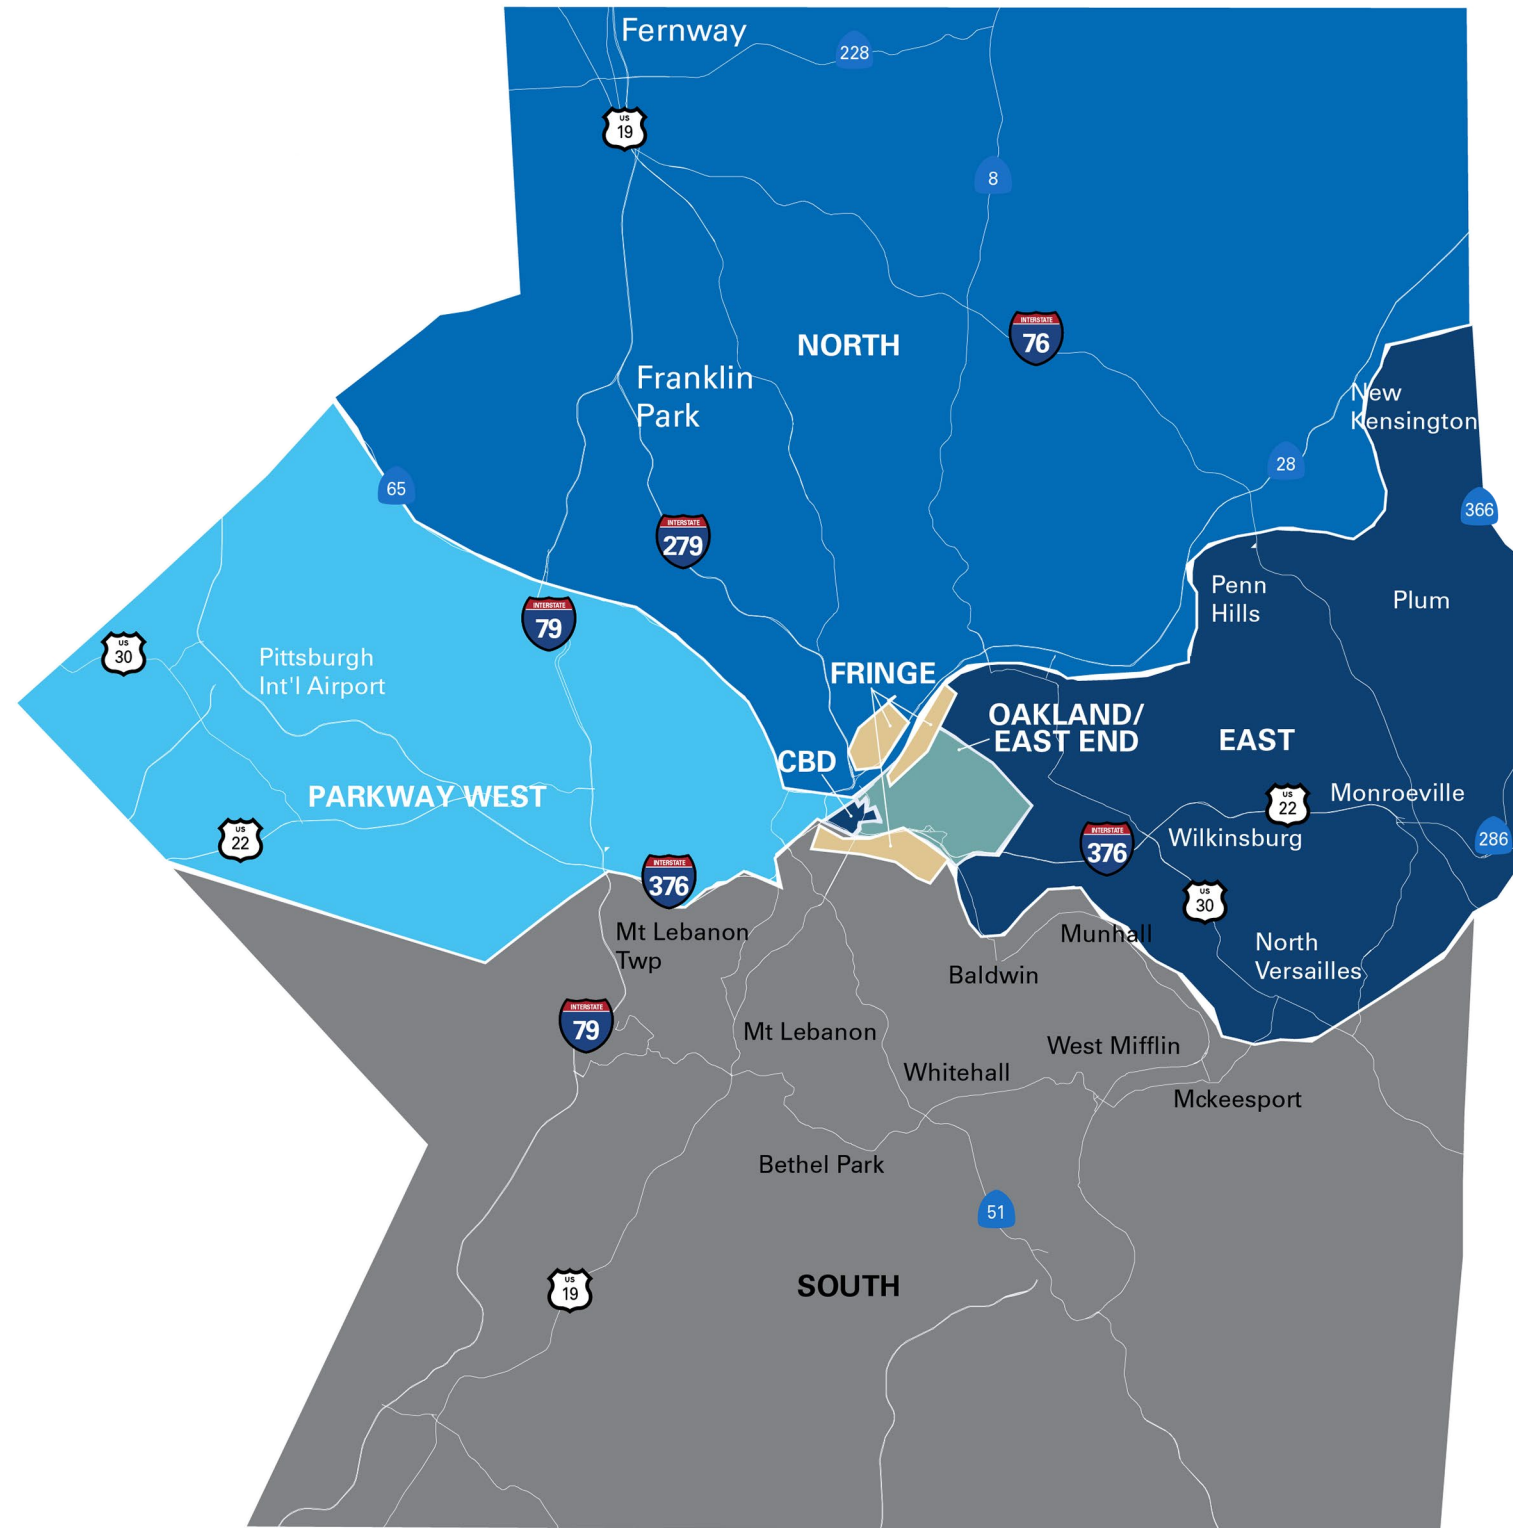 Fernway
228
US
19
8
INTERSTATE
76
NORTH
Franklin
Park
New
Kensington
28
65
366
INTERSTATE
279
Penn
Hills
Plum
INTERSTATE
79
US
30
Pittsburgh
Int'l Airport
FRINGE
OAKLAND/
EAST END
EAST
CBD
PARKWAY WEST
US
22
Monroeville
US
22
INTERSTATE
376
Wilkinsburg
286
INTERSTATE
376
US
30
Mt Lebanon
Twp
Munhall
North
Versailles
Baldwin
INTERSTATE
79
Mt Lebanon
West Mifflin
Whitehall
Mckeesport
Bethel Park
51
US
19
SOUTH